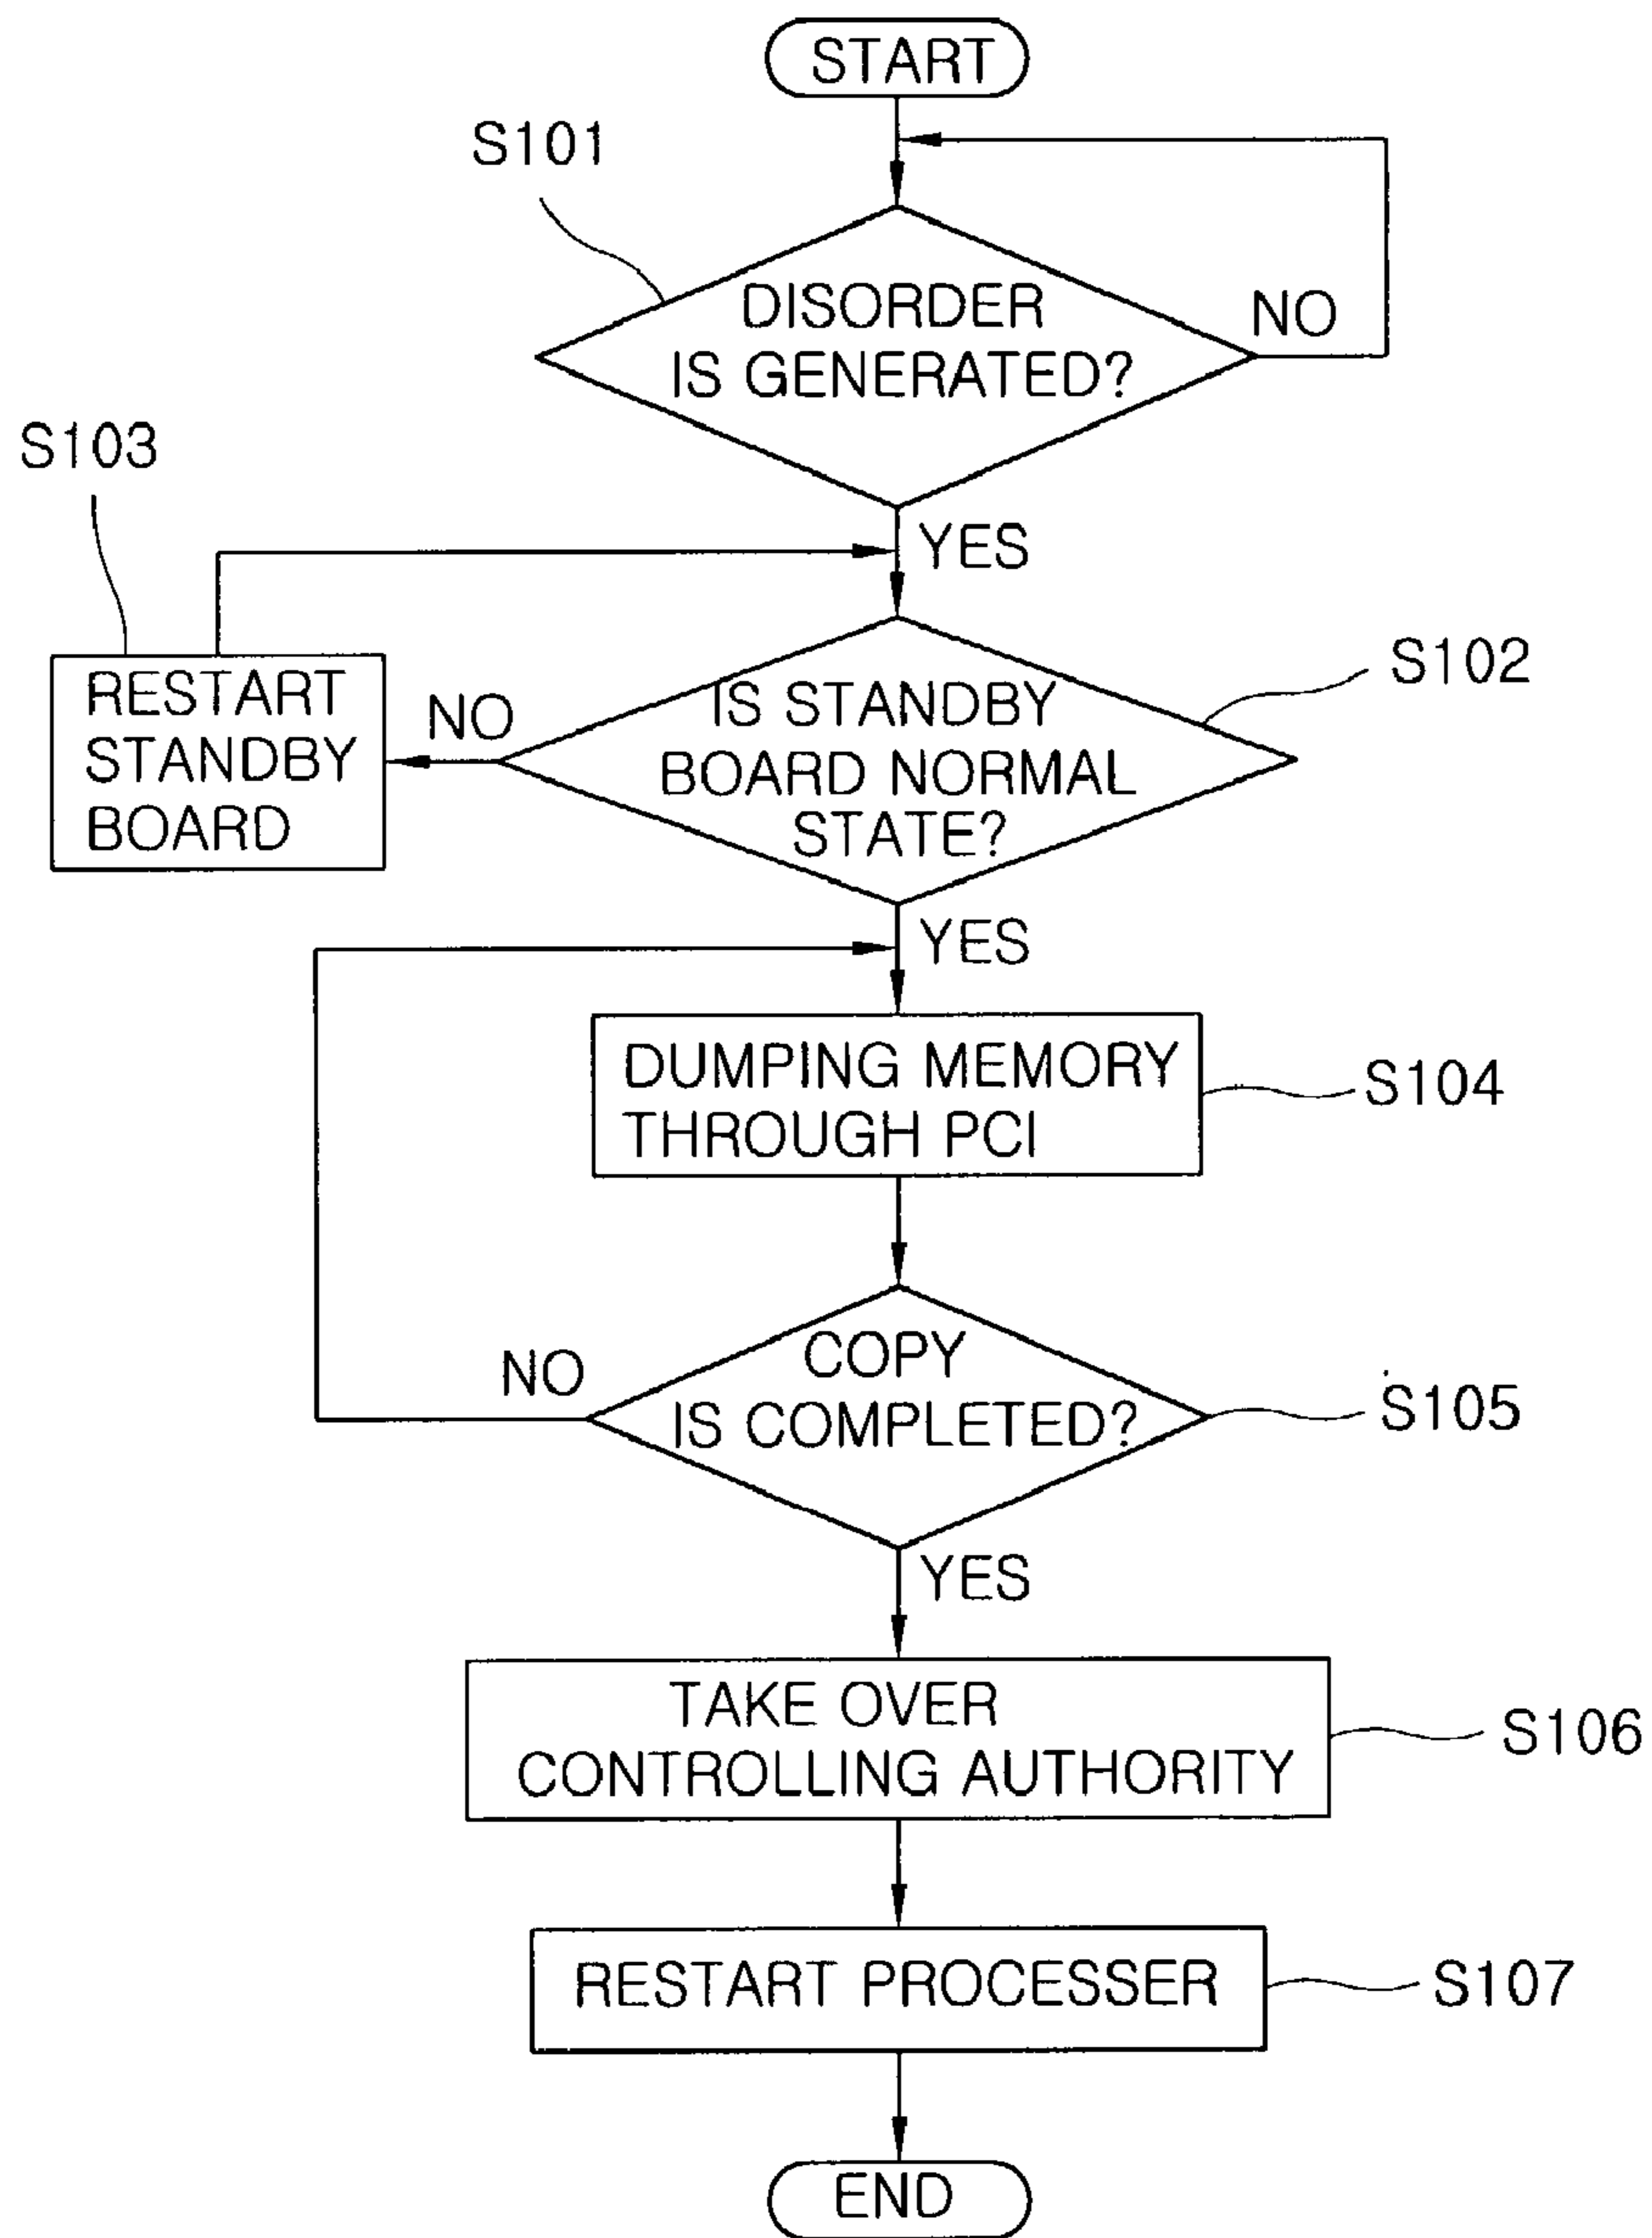 START
S101
DISORDER
IS GENERATED?
NO
S103
YES
RESTART
STANDBY
BOARD
NO
IS STANDBY
BOARD NORMAL
STATE?
S102
YES
DUMPING MEMORY
THROUGH PCI
S104
COPY
IS COMPLETED?
NO
S105
YES
TAKE OVER
CONTROLLING AUTHORITY
S106
RESTART PROCESSER
S107
END